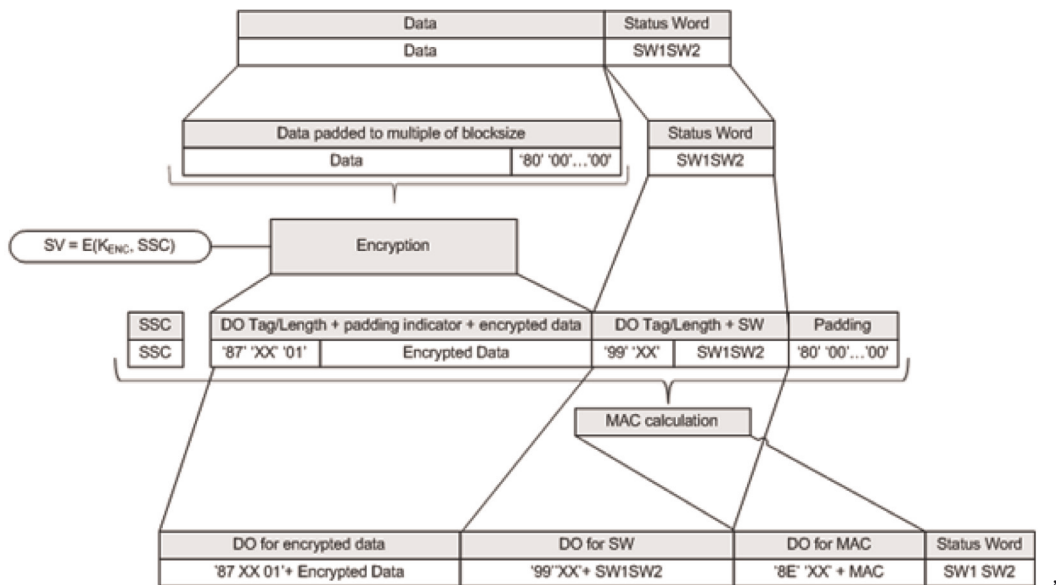 Data Status Word
Data SW1SW2
Data padded to multiple of blocksize Status Word
Data '80' '00'...'00' SW1SW2
SV = E(KENC, SSC) Encryption
SSC DO Tag/Length + padding indicator + encrypted data DO Tag/Length + SW Padding
SSC '87' 'XX' '01' Encrypted Data '99' 'XX' SW1SW2 '80' '00'...'00'
MAC calculation
DO for encrypted data DO for SW DO for MAC Status Word
'87 XX 01'+ Encrypted Data '99''XX'+ SW1SW2 '8E' 'XX' + MAC SW1 SW2
,